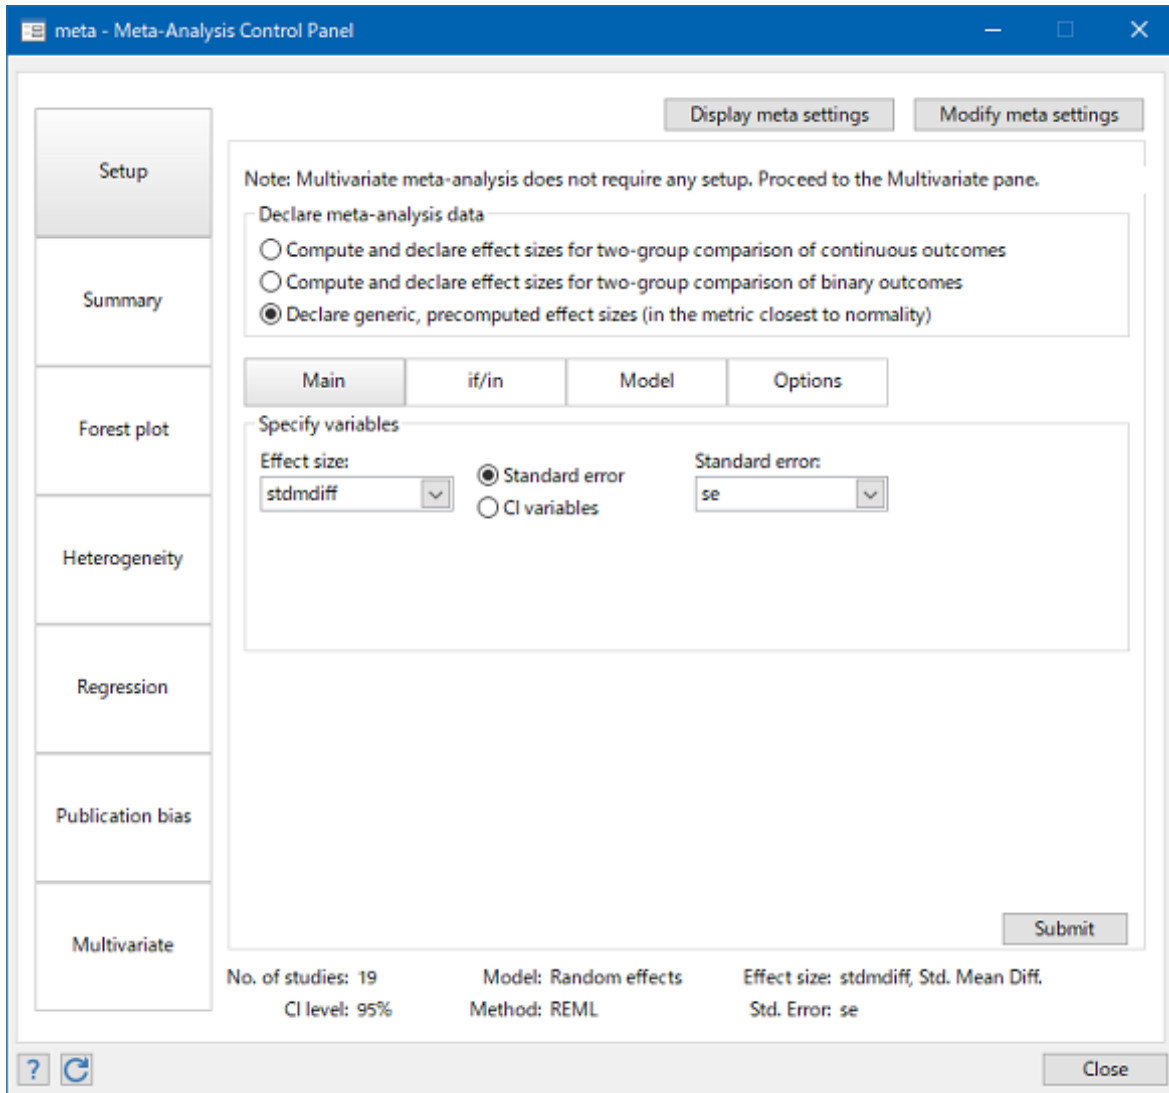 meta - Meta-Analysis Control Panel
Display meta settings
Modify meta settings
Setup
Summary
Forest plot
Heterogeneity
Regression
Publication bias
Multivariate
Note: Multivariate meta-analysis does not require any setup. Proceed to the Multivariate pane.
Declare meta-analysis data
Compute and declare effect sizes for two-group comparison of continuous outcomes
Compute and declare effect sizes for two-group comparison of binary outcomes
Declare generic, precomputed effect sizes (in the metric closest to normality)
Main if/in Model Options
Specify variables
Effect size:
stdmdiff
Standard error
CI variables
Standard error:
se
Submit
No. of studies: 19 Model: Random effects Effect size: stdmdiff, Std. Mean Diff.
CI level: 95% Method: REML Std. Error: se
?
Close